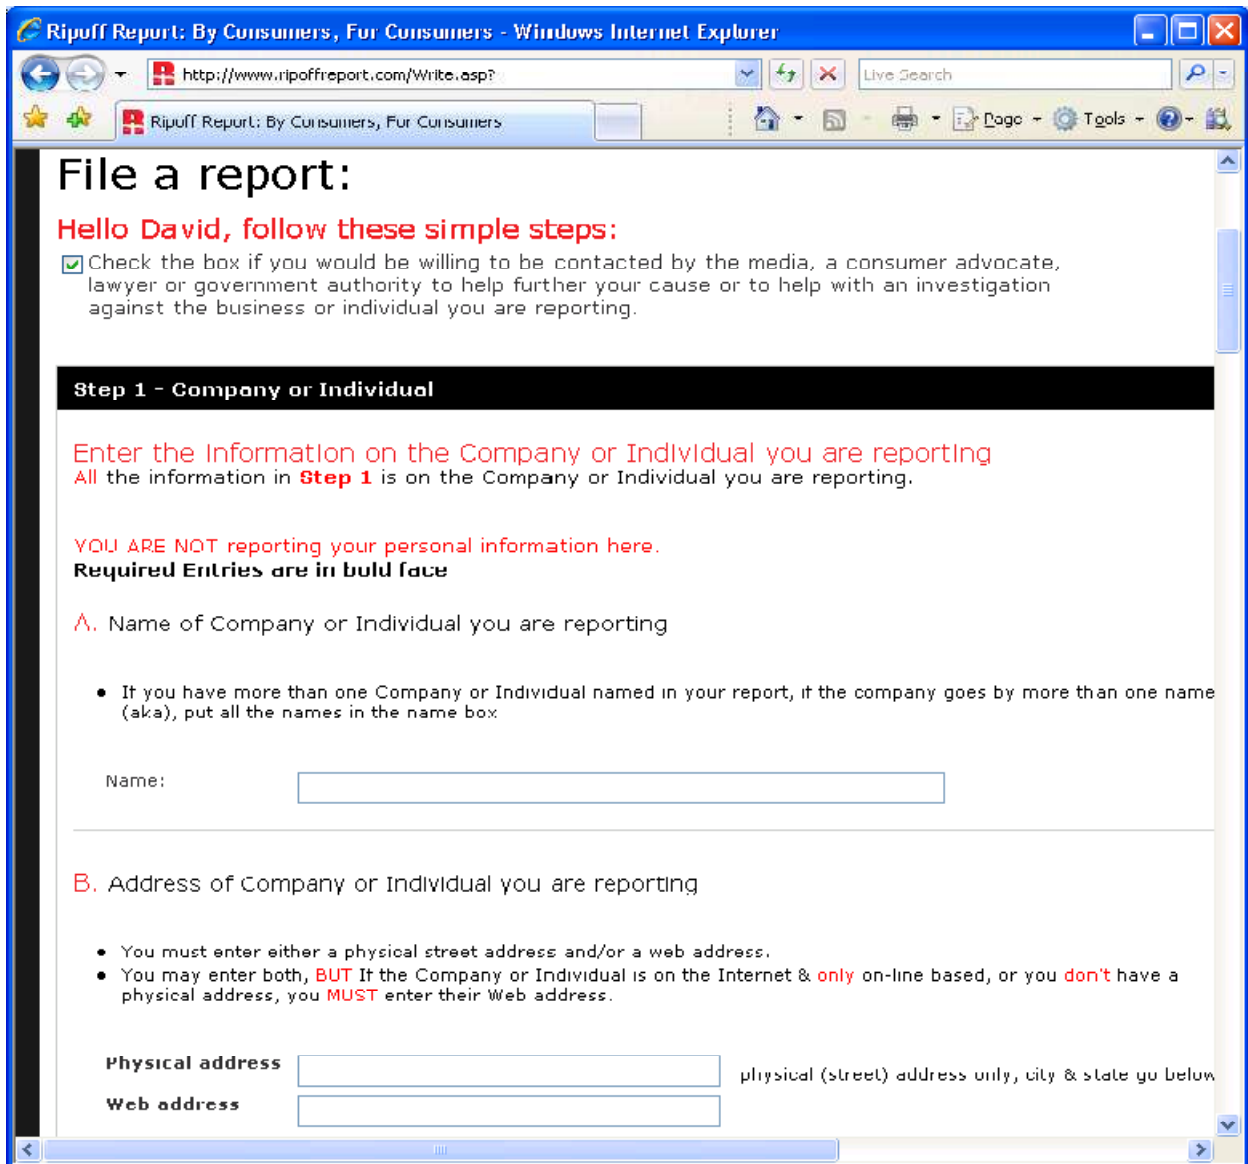 Ripoff Report: By Consumers, For Consumers - Windows Internet Explorer
http://www.ripoffreport.com/Write.asp?
Live Search
Ripoff Report: By Consumers, For Consumers
Page
Tools
File a report:
Hello David, follow these simple steps:
Check the box if you would be willing to be contacted by the media, a consumer advocate,
lawyer or government authority to help further your cause or to help with an investigation
against the business or individual you are reporting.
Step 1 - Company or Individual
Enter the Information on the Company or Individual you are reporting
All the information in Step 1 is on the Company or Individual you are reporting.
YOU ARE NOT reporting your personal information here.
Required Entries are in bold face
A. Name of Company or Individual you are reporting
• If you have more than one Company or Individual named in your report, if the company goes by more than one name
(aka), put all the names in the name box
Name:
B. Address of Company or Individual you are reporting
• You must enter either a physical street address and/or a web address.
• You may enter both, BUT If the Company or Individual is on the Internet & only on-line based, or you don't have a
physical address, you MUST enter their Web address.
Physical address
physical (street) address only, city & state go below
Web address